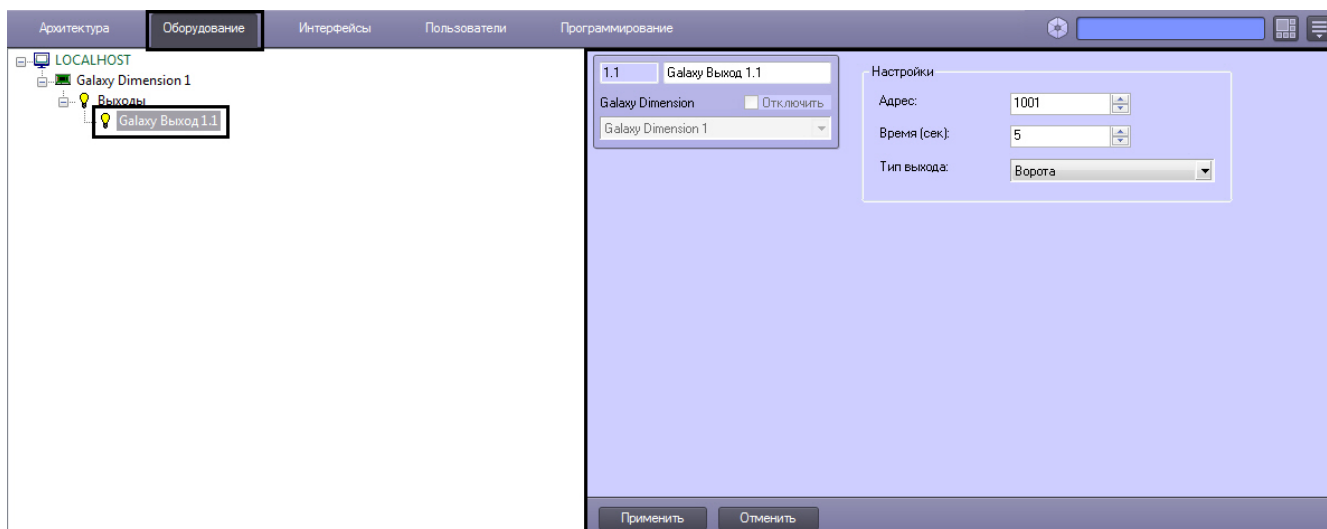 Архитектура Оборудование Интерфейсы Пользователи Программирование
LOCALHOST
Galaxy Dimension 1
Выходы
Galaxy Выход 1.1
1.1 Galaxy Выход 1.1
Galaxy Dimension Отключить
Galaxy Dimension 1
Настройки
Адрес: 1001
Время (сек): 5
Тип выхода: Ворота
Применить Отменить